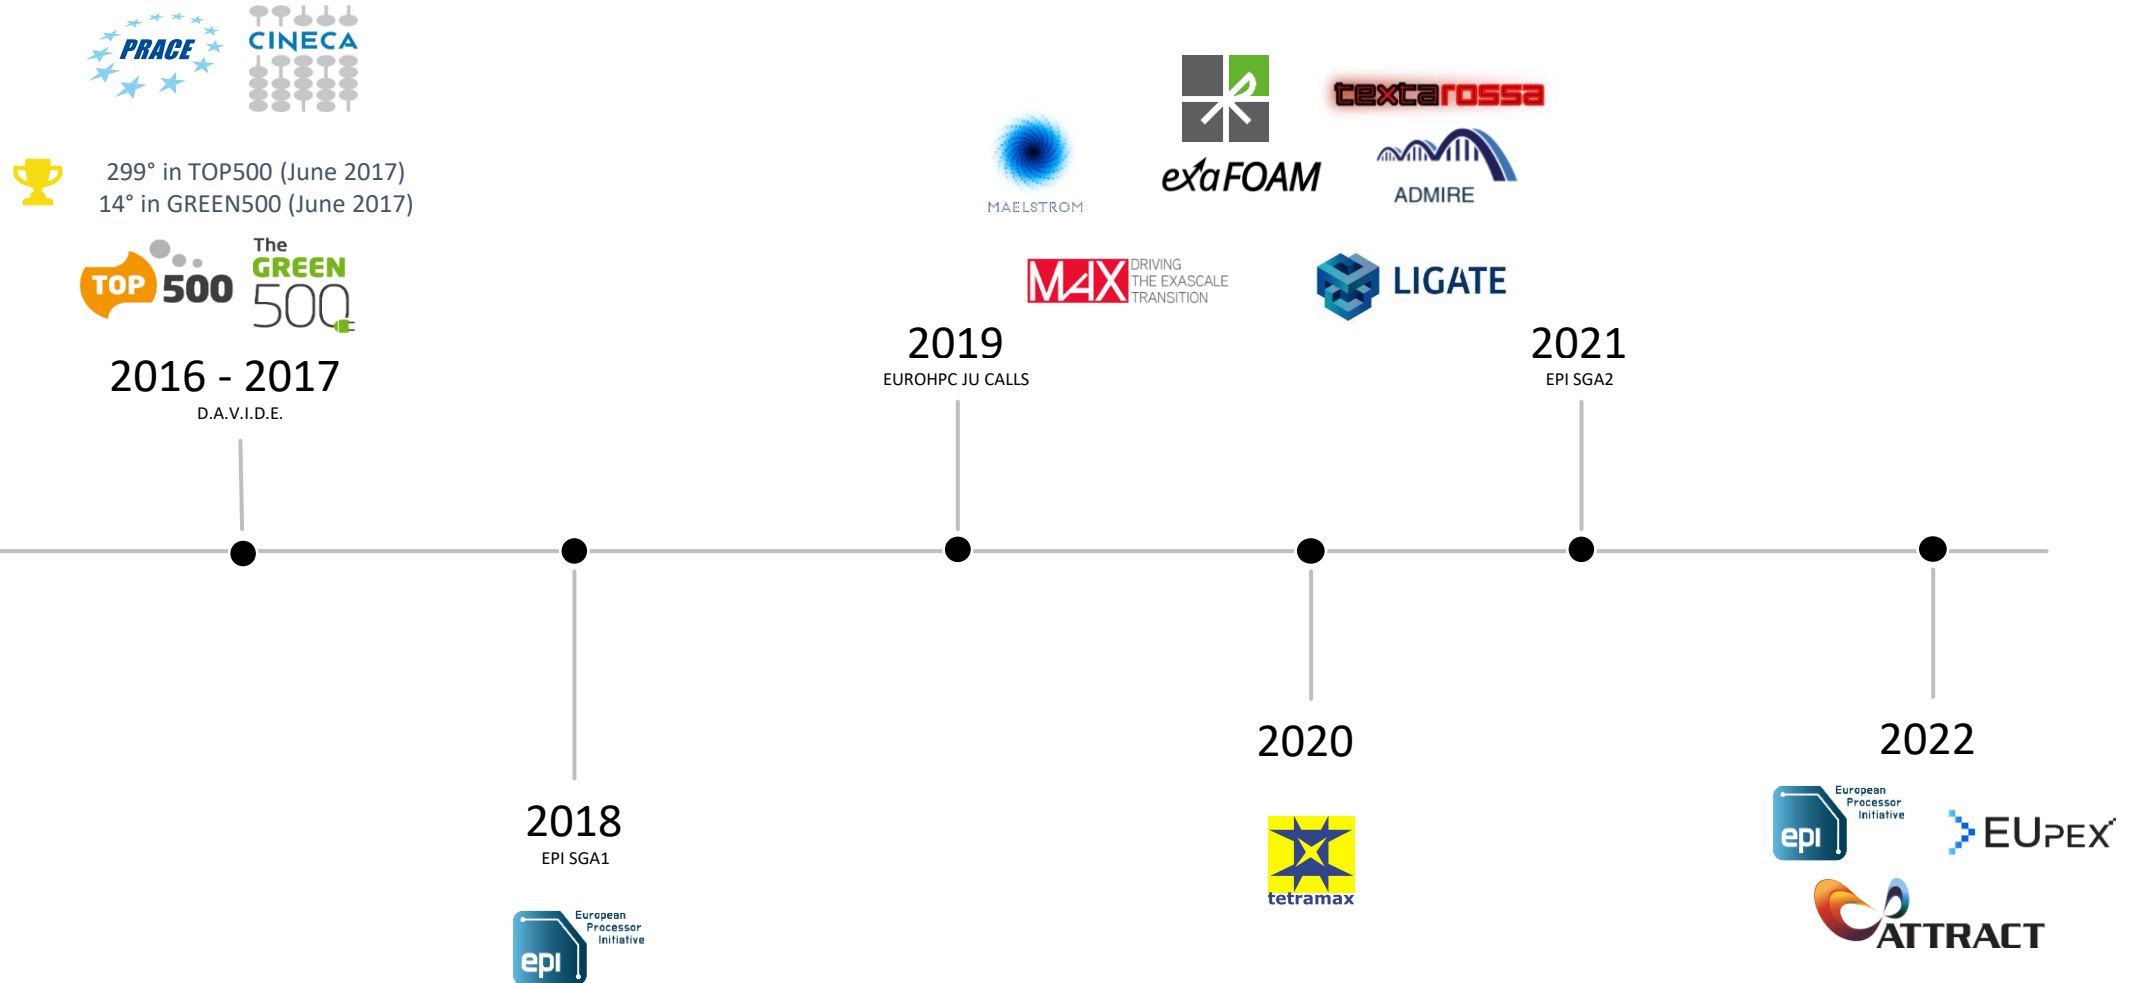 PRACE
CINECA
299° in TOP500 (June 2017)
14° in GREEN500 (June 2017)
TOP 500
The
GREEN
500
2016 - 2017
D.A.V.I.D.E.
2018
EPI SGA1
European
Processor
Initiative
epi
MAELSTROM
exaFOAM
textarossa
ADMIRE
MAX
DRIVING
THE EXASCALE
TRANSITION
LIGATE
2019
EUROHPC JU CALLS
2020
tetramax
2021
EPI SGA2
2022
European
Processor
Initiative
epi
EUPEX
ATTRACT